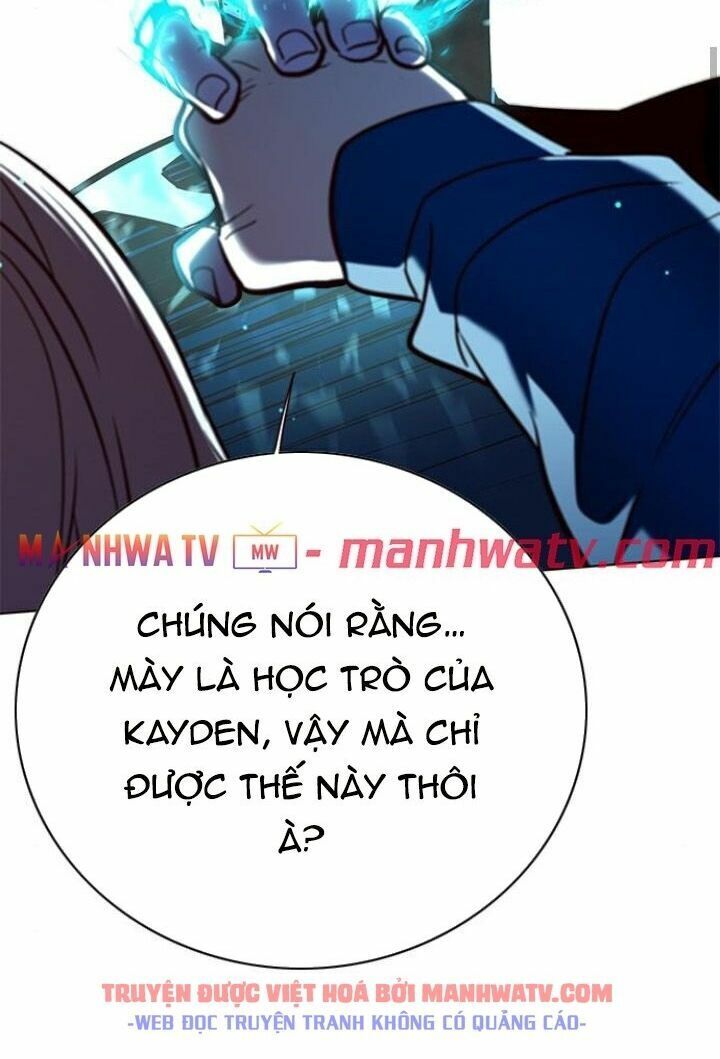 MANHWA TV MW - manhwatv.com
CHÚNG NÓI RẰNG...
MÀY LÀ HỌC TRÒ CỦA
KAYDEN, VẬY MÀ CHỈ
ĐƯỢC THẾ NÀY THÔI
À?
TRUYỆN ĐƯỢC VIỆT HOÁ BỞI MANHWATV.COM
-WEB ĐỌC TRUYỆN TRANH KHÔNG CÓ QUẢNG CÁO-